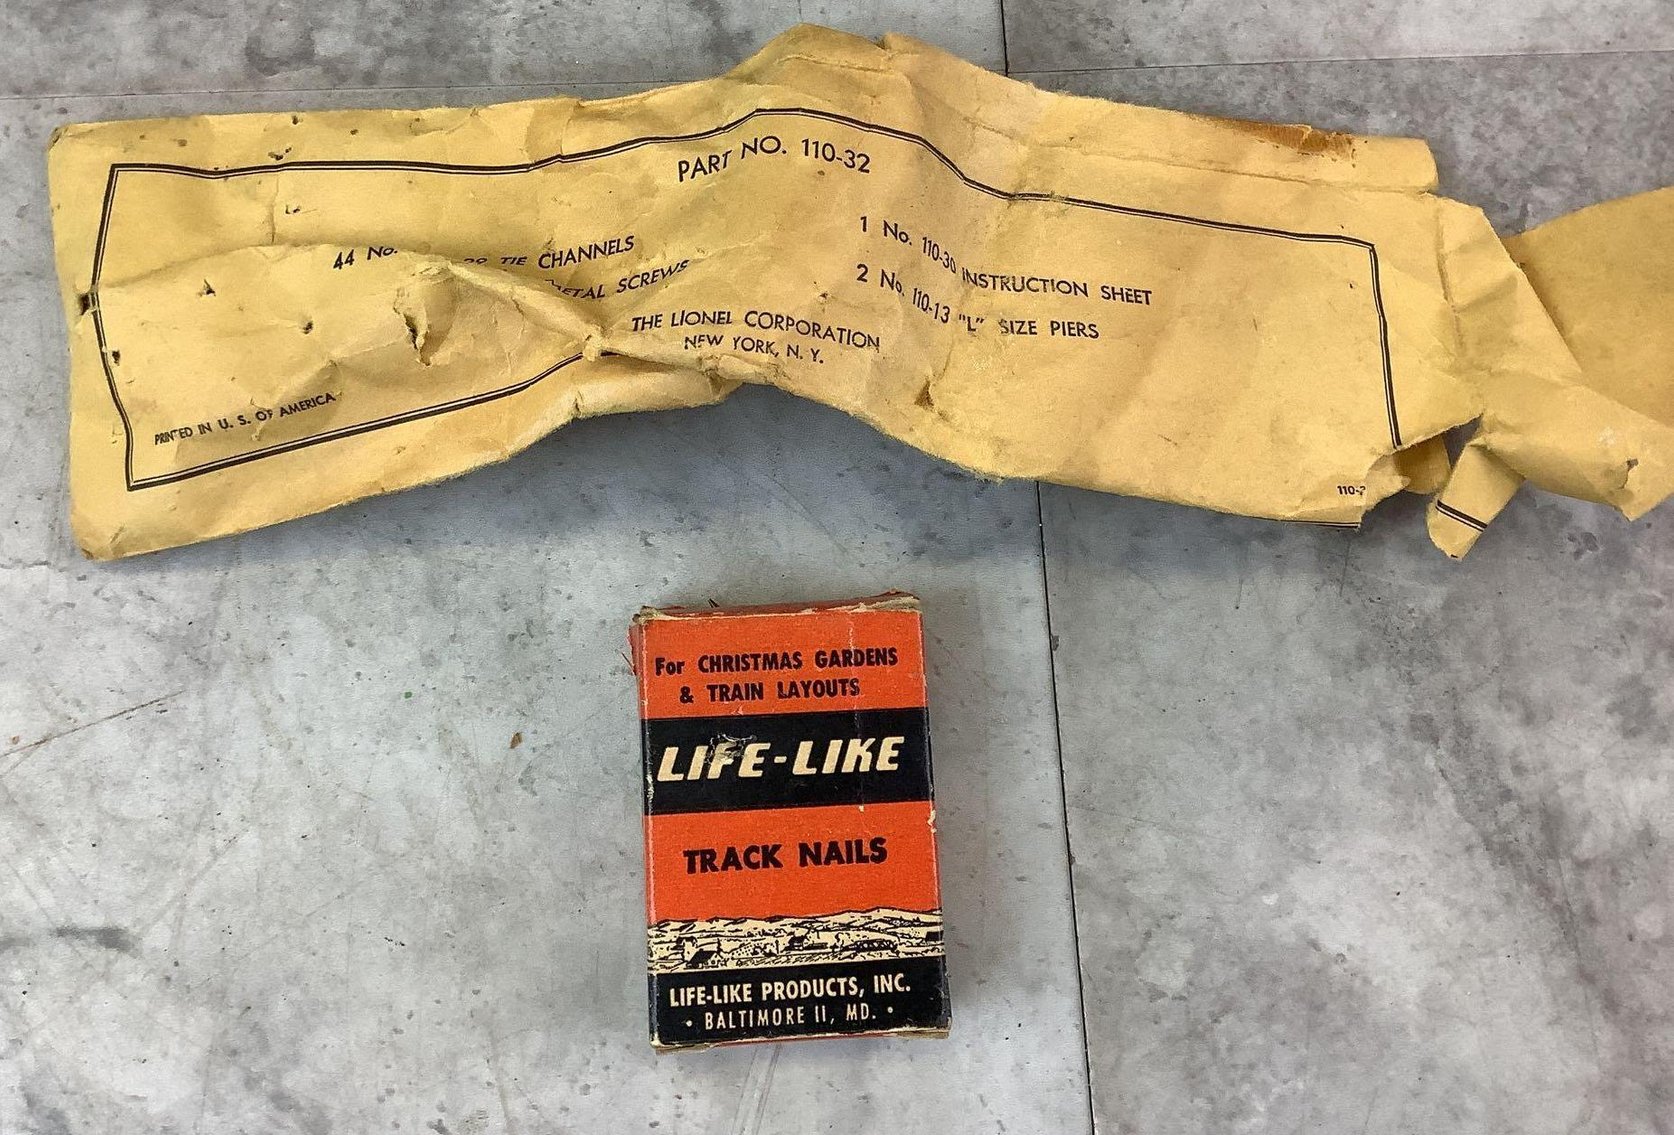 PART NO. 110-32
44 No. TIE CHANNELS
METAL SCREWS
1 No. 110-30 INSTRUCTION SHEET
2 No. 110-13 "L" SIZE PIERS
THE LIONEL CORPORATION
NEW YORK, N. Y.
PRINTED IN U. S. OF AMERICA
For CHRISTMAS GARDENS
& TRAIN LAYOUTS
LIFE-LIKE
TRACK NAILS
LIFE-LIKE PRODUCTS, INC.
• BALTIMORE 11, MD. •